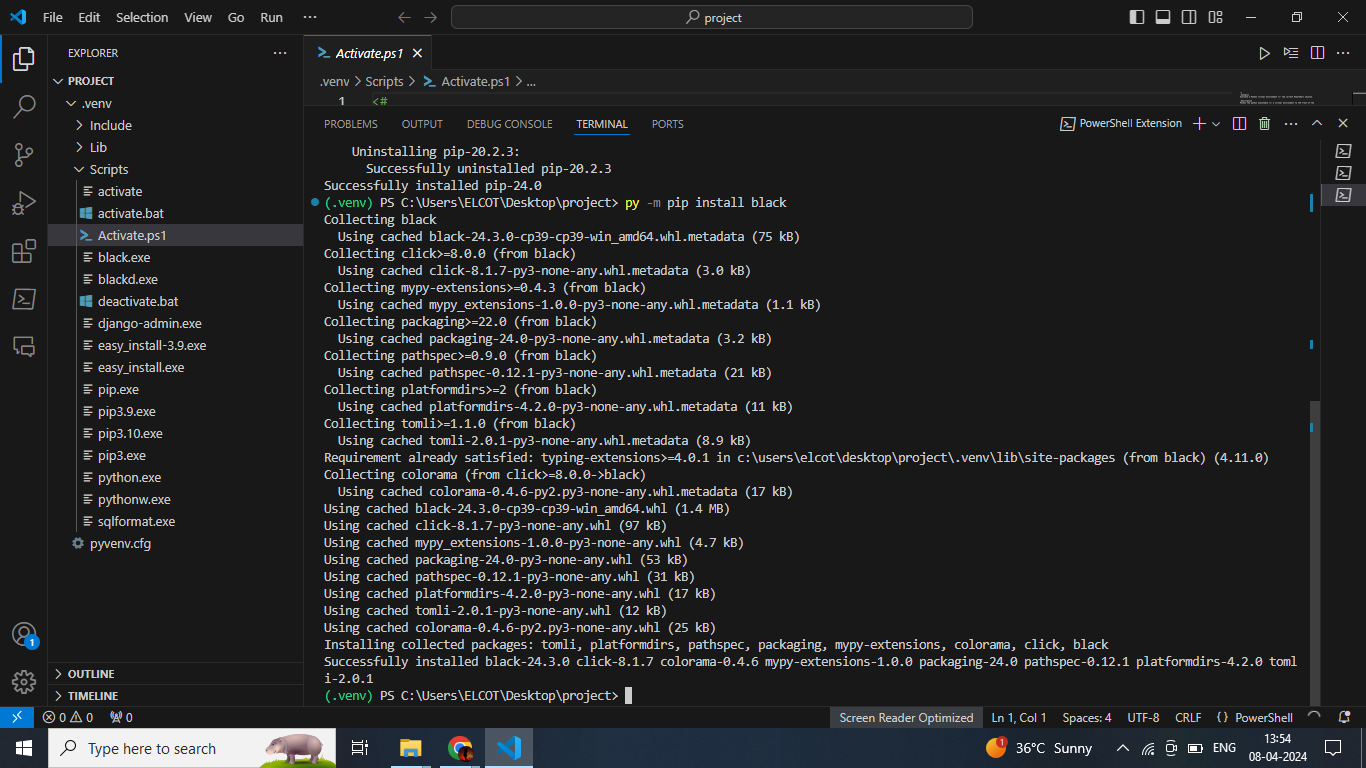 File Edit Selection View Go Run ···
project
EXPLORER ···
PROJECT
.venv
Include
Lib
Scripts
activate
activate.bat
Activate.ps1
black.exe
blackd.exe
deactivate.bat
django-admin.exe
easy_install-3.9.exe
easy_install.exe
pip.exe
pip3.9.exe
pip3.10.exe
pip3.exe
python.exe
pythonw.exe
sqlformat.exe
pyvenv.cfg
OUTLINE
TIMELINE
1
Activate.ps1
.venv > Scripts > Activate.ps1 > ...
1 <#
PROBLEMS OUTPUT DEBUG CONSOLE TERMINAL PORTS
PowerShell Extension
Uninstalling pip-20.2.3:
Successfully uninstalled pip-20.2.3
Successfully installed pip-24.0
(.venv) PS C:\Users\ELCOT\Desktop\project> py -m pip install black
Collecting black
Using cached black-24.3.0-cp39-cp39-win_amd64.whl.metadata (75 kB)
Collecting click>=8.0.0 (from black)
Using cached click-8.1.7-py3-none-any.whl.metadata (3.0 kB)
Collecting mypy-extensions>=0.4.3 (from black)
Using cached mypy_extensions-1.0.0-py3-none-any.whl.metadata (1.1 kB)
Collecting packaging>=22.0 (from black)
Using cached packaging-24.0-py3-none-any.whl.metadata (3.2 kB)
Collecting pathspec>=0.9.0 (from black)
Using cached pathspec-0.12.1-py3-none-any.whl.metadata (21 kB)
Collecting platformdirs>=2 (from black)
Using cached platformdirs-4.2.0-py3-none-any.whl.metadata (11 kB)
Collecting tomli>=1.1.0 (from black)
Using cached tomli-2.0.1-py3-none-any.whl.metadata (8.9 kB)
Requirement already satisfied: typing-extensions>=4.0.1 in c:\users\elcot\desktop\project\.venv\lib\site-packages (from black) (4.11.0)
Collecting colorama (from click>=8.0.0->black)
Using cached colorama-0.4.6-py2.py3-none-any.whl.metadata (17 kB)
Using cached black-24.3.0-cp39-cp39-win_amd64.whl (1.4 MB)
Using cached click-8.1.7-py3-none-any.whl (97 kB)
Using cached mypy_extensions-1.0.0-py3-none-any.whl (4.7 kB)
Using cached packaging-24.0-py3-none-any.whl (53 kB)
Using cached pathspec-0.12.1-py3-none-any.whl (31 kB)
Using cached platformdirs-4.2.0-py3-none-any.whl (17 kB)
Using cached tomli-2.0.1-py3-none-any.whl (12 kB)
Using cached colorama-0.4.6-py2.py3-none-any.whl (25 kB)
Installing collected packages: tomli, platformdirs, pathspec, packaging, mypy-extensions, colorama, click, black
Successfully installed black-24.3.0 click-8.1.7 colorama-0.4.6 mypy-extensions-1.0.0 packaging-24.0 pathspec-0.12.1 platformdirs-4.2.0 toml
i-2.0.1
(.venv) PS C:\Users\ELCOT\Desktop\project>
0 0 0 Screen Reader Optimized Ln 1, Col 1 Spaces: 4 UTF-8 CRLF {} PowerShell
Type here to search
1 36°C Sunny ENG
13:54
08-04-2024